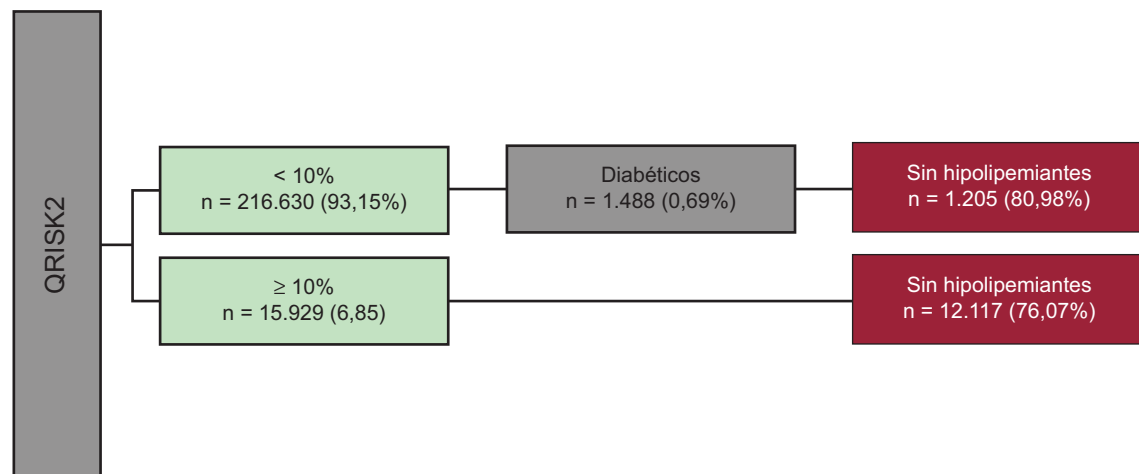 QRISK2
< 10%
n = 216.630 (93,15%)
Diabéticos
n = 1.488 (0,69%)
Sin hipolipemiantes
n = 1.205 (80,98%)
≥ 10%
n = 15.929 (6,85)
Sin hipolipemiantes
n = 12.117 (76,07%)